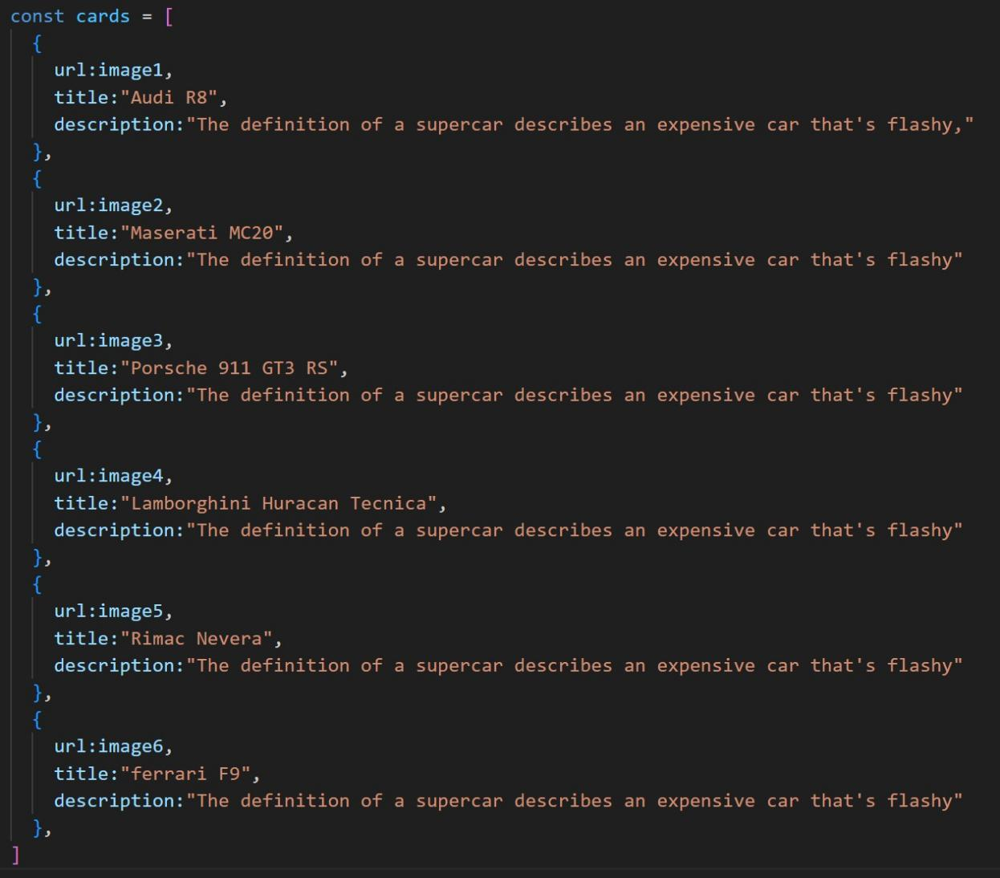 const cards = [
  {
    url:image1,
    title:"Audi R8",
    description:"The definition of a supercar describes an expensive car that's flashy,"
  },
  {
    url:image2,
    title:"Maserati MC20",
    description:"The definition of a supercar describes an expensive car that's flashy"
  },
  {
    url:image3,
    title:"Porsche 911 GT3 RS",
    description:"The definition of a supercar describes an expensive car that's flashy"
  },
  {
    url:image4,
    title:"Lamborghini Huracan Tecnica",
    description:"The definition of a supercar describes an expensive car that's flashy"
  },
  {
    url:image5,
    title:"Rimac Nevera",
    description:"The definition of a supercar describes an expensive car that's flashy"
  },
  {
    url:image6,
    title:"ferrari F9",
    description:"The definition of a supercar describes an expensive car that's flashy"
  },
]